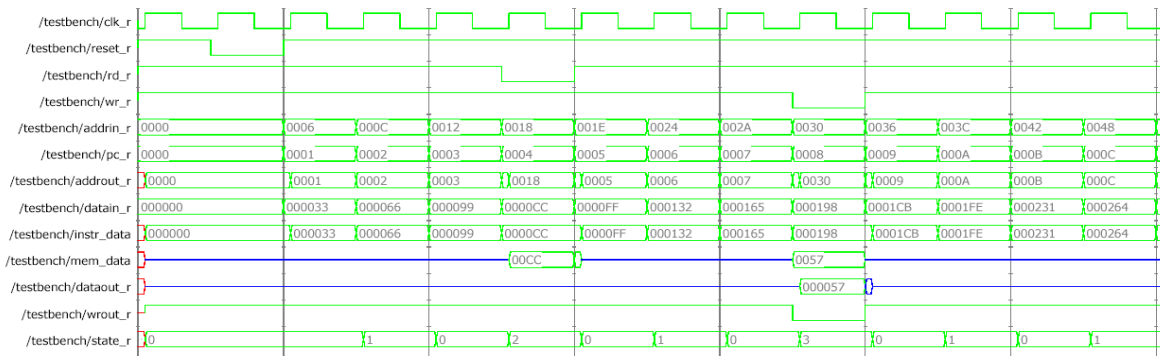 /testbench/clk_r
/testbench/reset_r
/testbench/rd_r
/testbench/wr_r
/testbench/addrin_r 0000 0006 000C 0012 0018 001E 0024 002A 0030 0036 003C 0042 0048
/testbench/pc_r 0000 0001 0002 0003 0004 0005 0006 0007 0008 0009 000A 000B 000C
/testbench/addrout_r 0000 0001 0002 0003 0018 0005 0006 0007 0030 0009 000A 000B 000C
/testbench/datain_r 000000 000033 000066 000099 0000CC 0000FF 000132 000165 000198 0001CB 0001FE 000231 000264
/testbench/instr_data 000000 000033 000066 000099 0000CC 0000FF 000132 000165 000198 0001CB 0001FE 000231 000264
/testbench/mem_data 00CC 0057
/testbench/dataout_r 000057
/testbench/wrout_r
/testbench/state_r 0 1 0 2 0 1 0 3 0 1 0 1